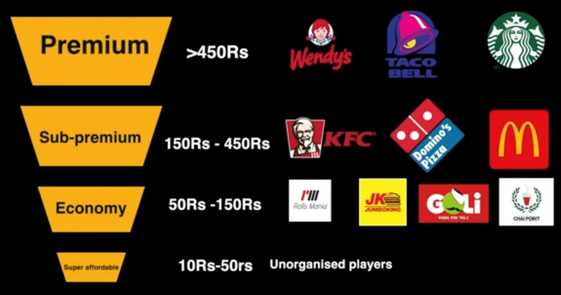 Premium
>450Rs
Wendy's
TACO
BELL
Sub-premium
150Rs - 450Rs
KFC
Domino's
Pizza
M
Economy
50Rs -150Rs
Rolls Mania
JK
JUMBOKING
GOLi
CHAI POINT
Super affordable
10Rs-50rs
Unorganised players